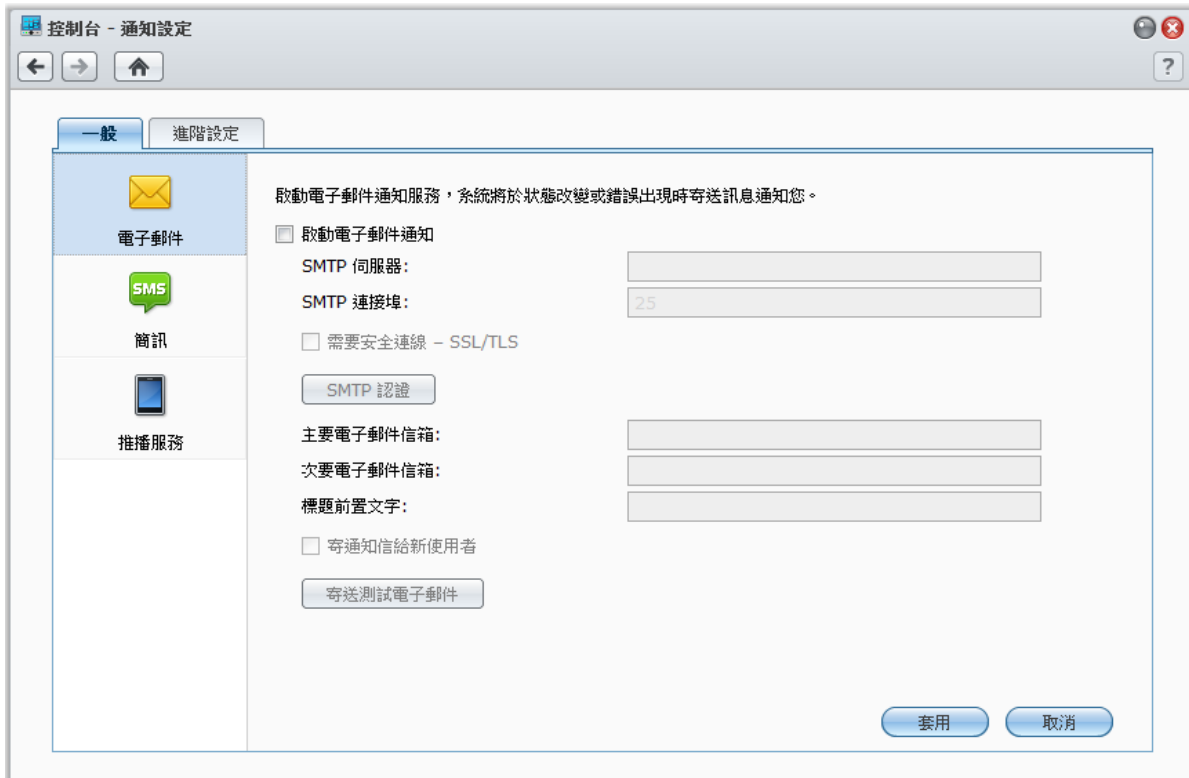 控制台 - 通知設定
?
一般
進階設定
電子郵件
SMS
簡訊
推播服務
啟動電子郵件通知服務，系統將於狀態改變或錯誤出現時寄送訊息通知您。
啟動電子郵件通知
SMTP 伺服器:
SMTP 連接埠:
25
需要安全連線 – SSL/TLS
SMTP 認證
主要電子郵件信箱:
次要電子郵件信箱:
標題前置文字:
寄通知信給新使用者
寄送測試電子郵件
套用
取消